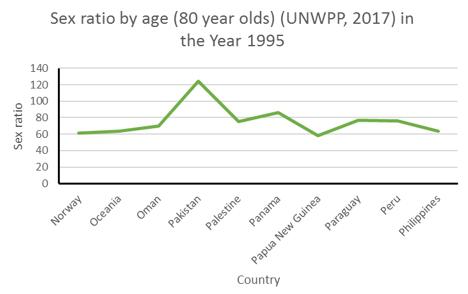 Sex ratio by age (80 year olds) (UNWPP, 2017) in
the Year 1995
140
120
100
80
60
40
20
0
Sex ratio
Norway
Oceania
Oman
Pakistan
Palestine
Panama
Papua New Guinea
Paraguay
Peru
Philippines
Country